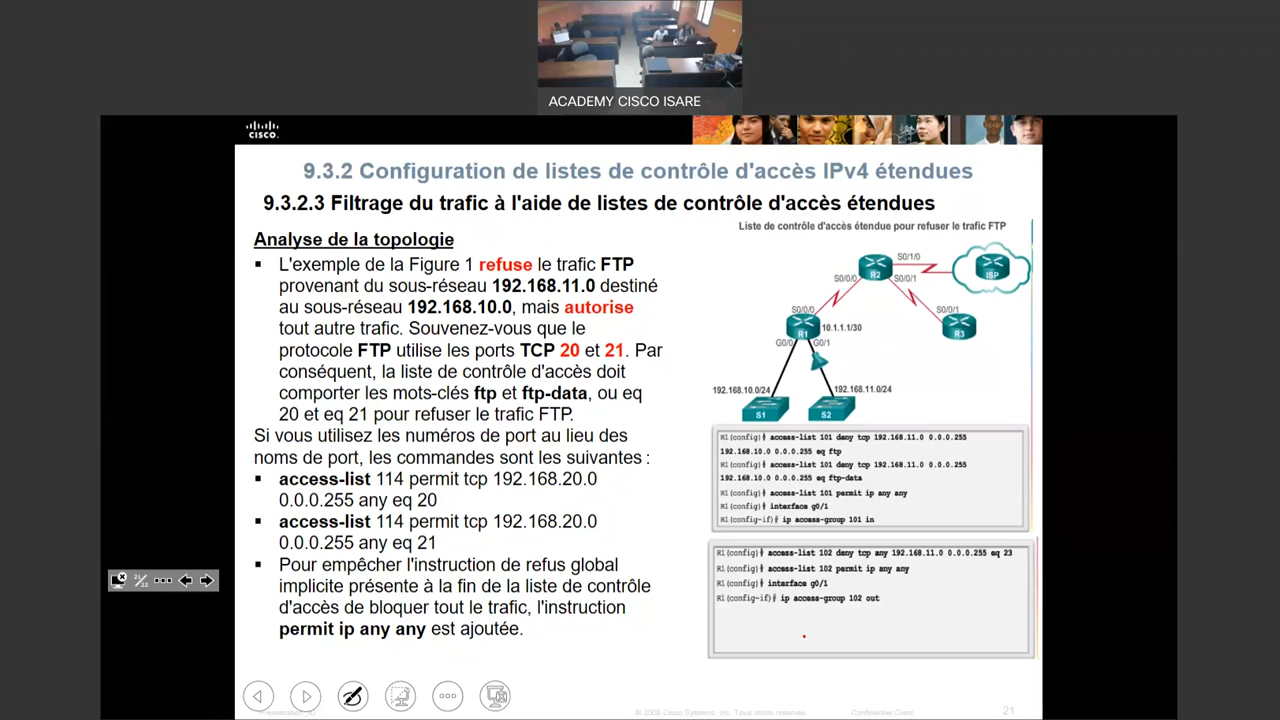 ACADEMY CISCO ISARE
CISCO.
9.3.2 Configuration de listes de contrôle d'accès IPv4 étendues
9.3.2.3 Filtrage du trafic à l'aide de listes de contrôle d'accès étendues
Analyse de la topologie
▪ L'exemple de la Figure 1 refuse le trafic FTP
provenant du sous-réseau 192.168.11.0 destiné
au sous-réseau 192.168.10.0, mais autorise
tout autre trafic. Souvenez-vous que le
protocole FTP utilise les ports TCP 20 et 21. Par
conséquent, la liste de contrôle d'accès doit
comporter les mots-clés ftp et ftp-data, ou eq
20 et eq 21 pour refuser le trafic FTP.
Si vous utilisez les numéros de port au lieu des
noms de port, les commandes sont les suivantes :
▪ access-list 114 permit tcp 192.168.20.0
0.0.0.255 any eq 20
▪ access-list 114 permit tcp 192.168.20.0
0.0.0.255 any eq 21
▪ Pour empêcher l'instruction de refus global
implicite présente à la fin de la liste de contrôle
d'accès de bloquer tout le trafic, l'instruction
permit ip any any est ajoutée.
Liste de contrôle d'accès étendue pour refuser le trafic FTP
S0/1/0
R2
ISP
S0/0/0
S0/0/1
S0/0/0
S0/0/1
R1
10.1.1.1/30
R3
G0/0
G0/1
192.168.10.0/24
192.168.11.0/24
S1
S2
R1(config)# access-list 101 deny tcp 192.168.11.0 0.0.0.255
192.168.10.0 0.0.0.255 eq ftp
R1(config)# access-list 101 deny tcp 192.168.11.0 0.0.0.255
192.168.10.0 0.0.0.255 eq ftp-data
R1(config)# access-list 101 permit ip any any
R1(config)# interface g0/1
R1(config-if)# ip access-group 101 in
R1(config)# access-list 102 deny tcp any 192.168.11.0 0.0.0.255 eq 23
R1(config)# access-list 102 permit ip any any
R1(config)# interface g0/1
R1(config-if)# ip access-group 102 out
21/22
Presentation_ID
© 2008 Cisco Systems, Inc. Tous droits réservés.
Confidentiel Cisco
21